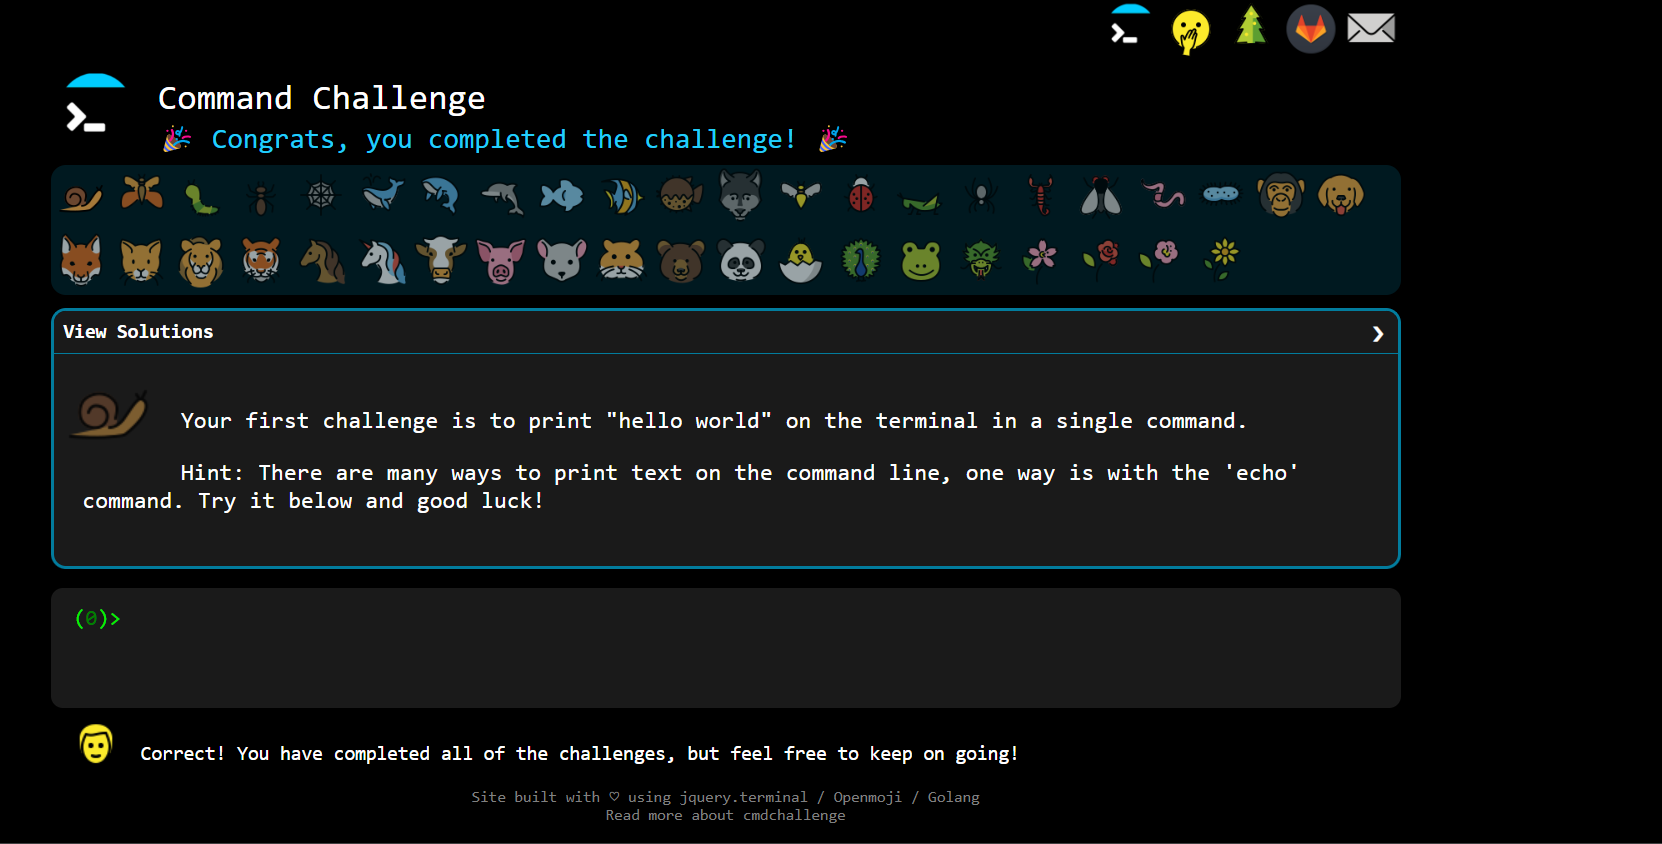 Command Challenge
🎉 Congrats, you completed the challenge! 🎉
View Solutions ❯
Your first challenge is to print "hello world" on the terminal in a single command.
Hint: There are many ways to print text on the command line, one way is with the 'echo'
command. Try it below and good luck!
(0)>
Correct! You have completed all of the challenges, but feel free to keep on going!
Site built with ♡ using jquery.terminal / Openmoji / Golang
Read more about cmdchallenge